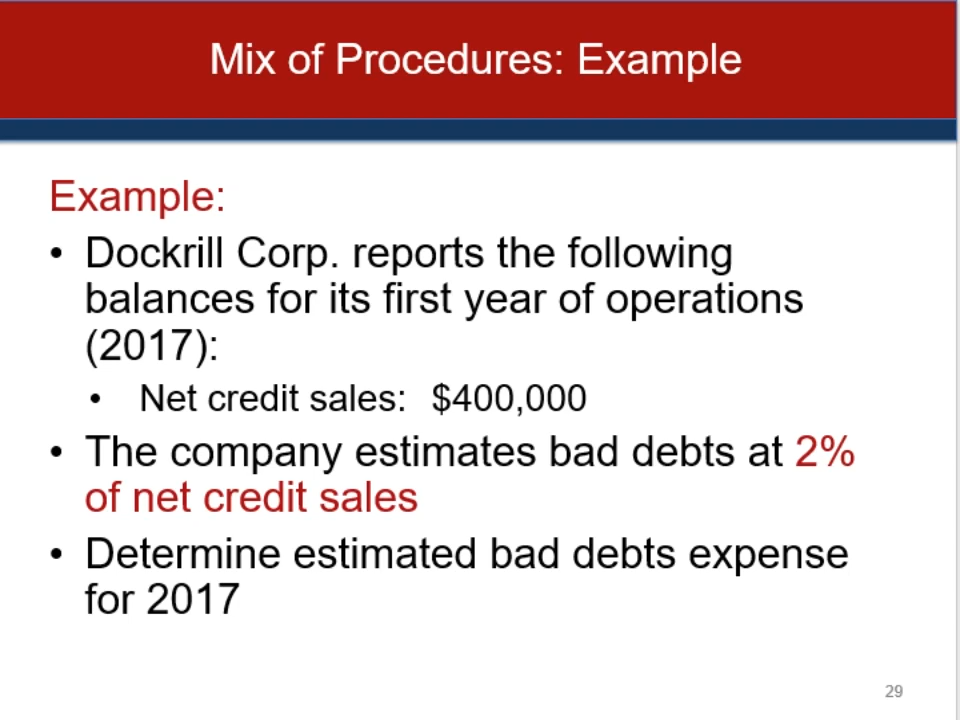 Mix of Procedures: Example
Example:
• Dockrill Corp. reports the following
balances for its first year of operations
(2017):
• Net credit sales: $400,000
• The company estimates bad debts at 2%
of net credit sales
• Determine estimated bad debts expense
for 2017
29